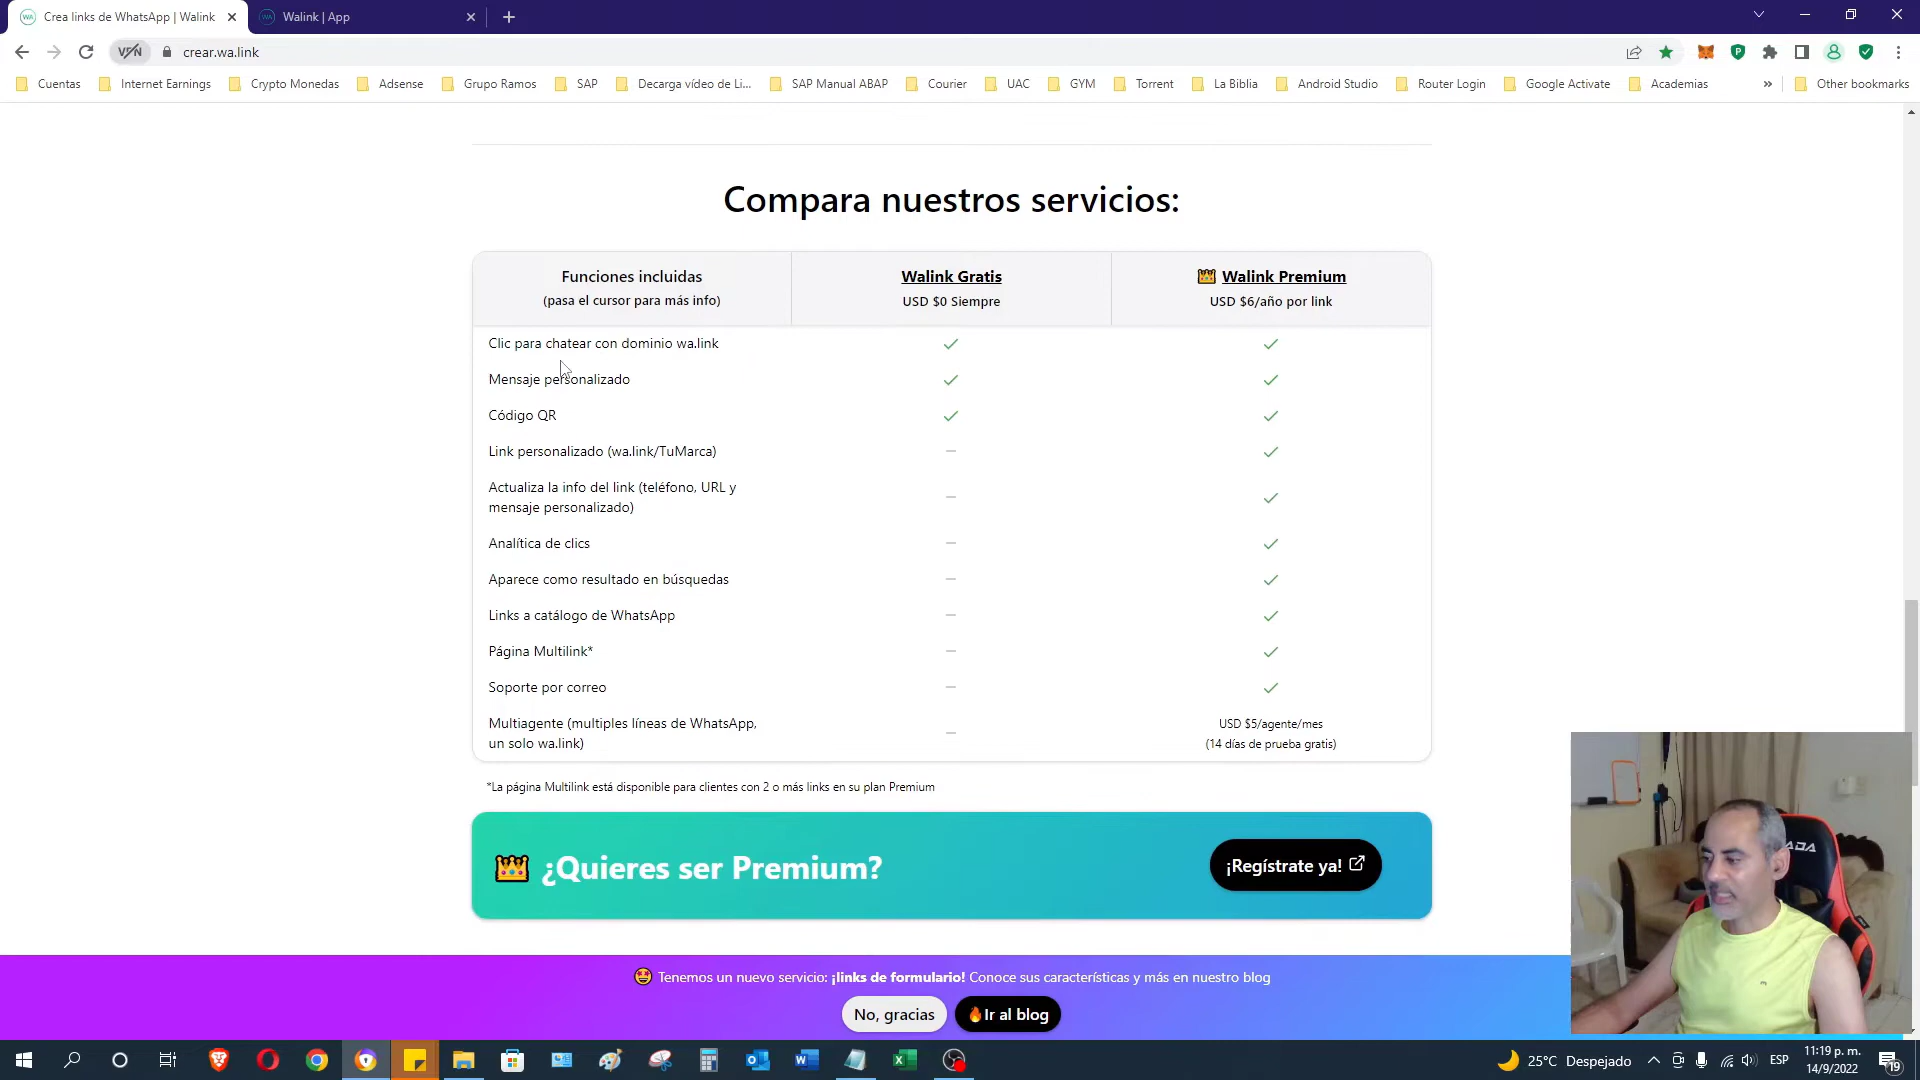 Crea links de WhatsApp | Walink
Walink | App
VPN
crear.wa.link
Cuentas
Internet Earnings
Crypto Monedas
Adsense
Grupo Ramos
SAP
Decarga vídeo de Li...
SAP Manual ABAP
Courier
UAC
GYM
Torrent
La Biblia
Android Studio
Router Login
Google Activate
Academias
»
Other bookmarks
Compara nuestros servicios:
Funciones incluidas
(pasa el cursor para más info)
Walink Gratis
USD $0 Siempre
Walink Premium
USD $6/año por link
Clic para chatear con dominio wa.link
Mensaje personalizado
Código QR
Link personalizado (wa.link/TuMarca)
Actualiza la info del link (teléfono, URL y
mensaje personalizado)
Analítica de clics
Aparece como resultado en búsquedas
Links a catálogo de WhatsApp
Página Multilink*
Soporte por correo
Multiagente (multiples líneas de WhatsApp,
un solo wa.link)
USD $5/agente/mes
(14 días de prueba gratis)
*La página Multilink está disponible para clientes con 2 o más links en su plan Premium
¿Quieres ser Premium?
¡Regístrate ya!
Tenemos un nuevo servicio: ¡links de formulario! Conoce sus características y más en nuestro blog
No, gracias
Ir al blog
25°C Despejado
ESP
11:19 p. m.
14/9/2022
19